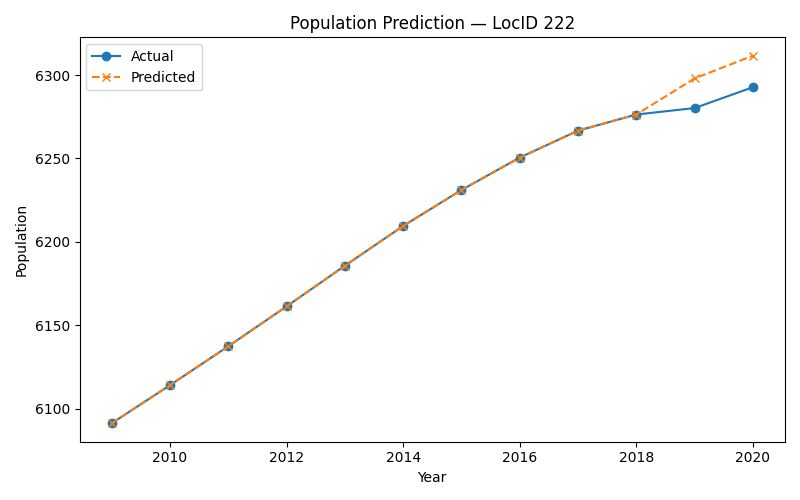 Population Prediction — LocID 222
Actual
Predicted
Population
6300
6250
6200
6150
6100
2010 2012 2014 2016 2018 2020
Year